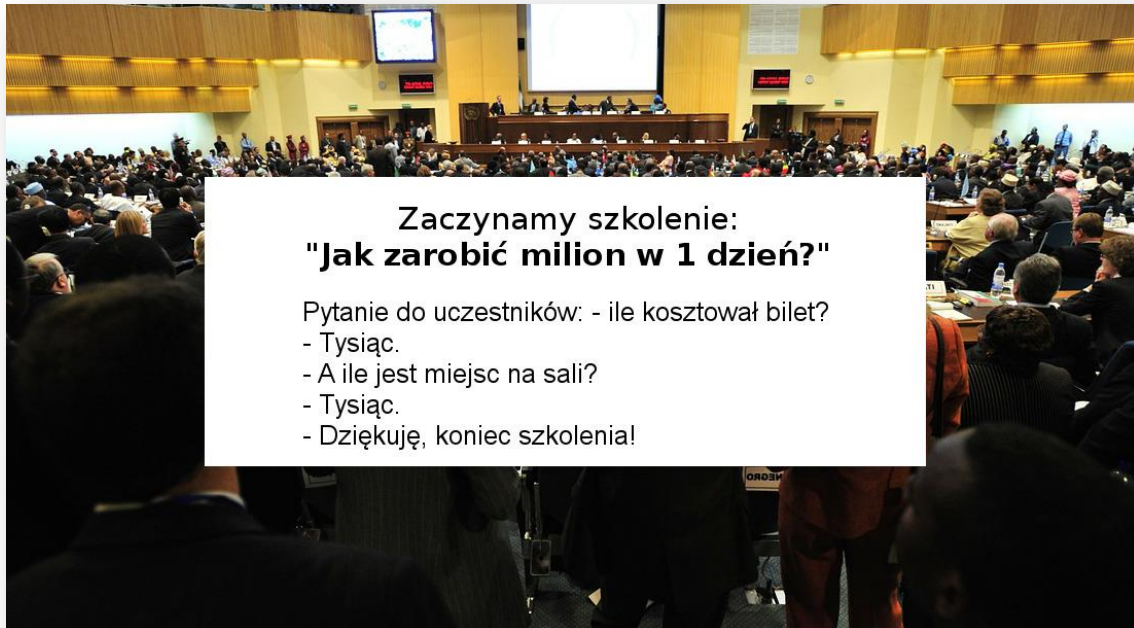 Zaczynamy szkolenie:
"Jak zarobić milion w 1 dzień?"
Pytanie do uczestników: - ile kosztował bilet?
- Tysiąc.
- A ile jest miejsc na sali?
- Tysiąc.
- Dziękuję, koniec szkolenia!